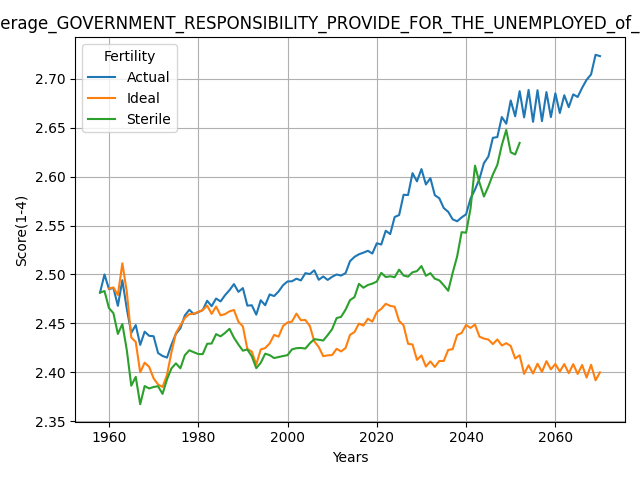 erage_GOVERNMENT_RESPONSIBILITY_PROVIDE_FOR_THE_UNEMPLOYED_of_
Fertility
Actual
Ideal
Sterile
Score(1-4)
2.70
2.65
2.60
2.55
2.50
2.45
2.40
2.35
1960 1980 2000 2020 2040 2060
Years